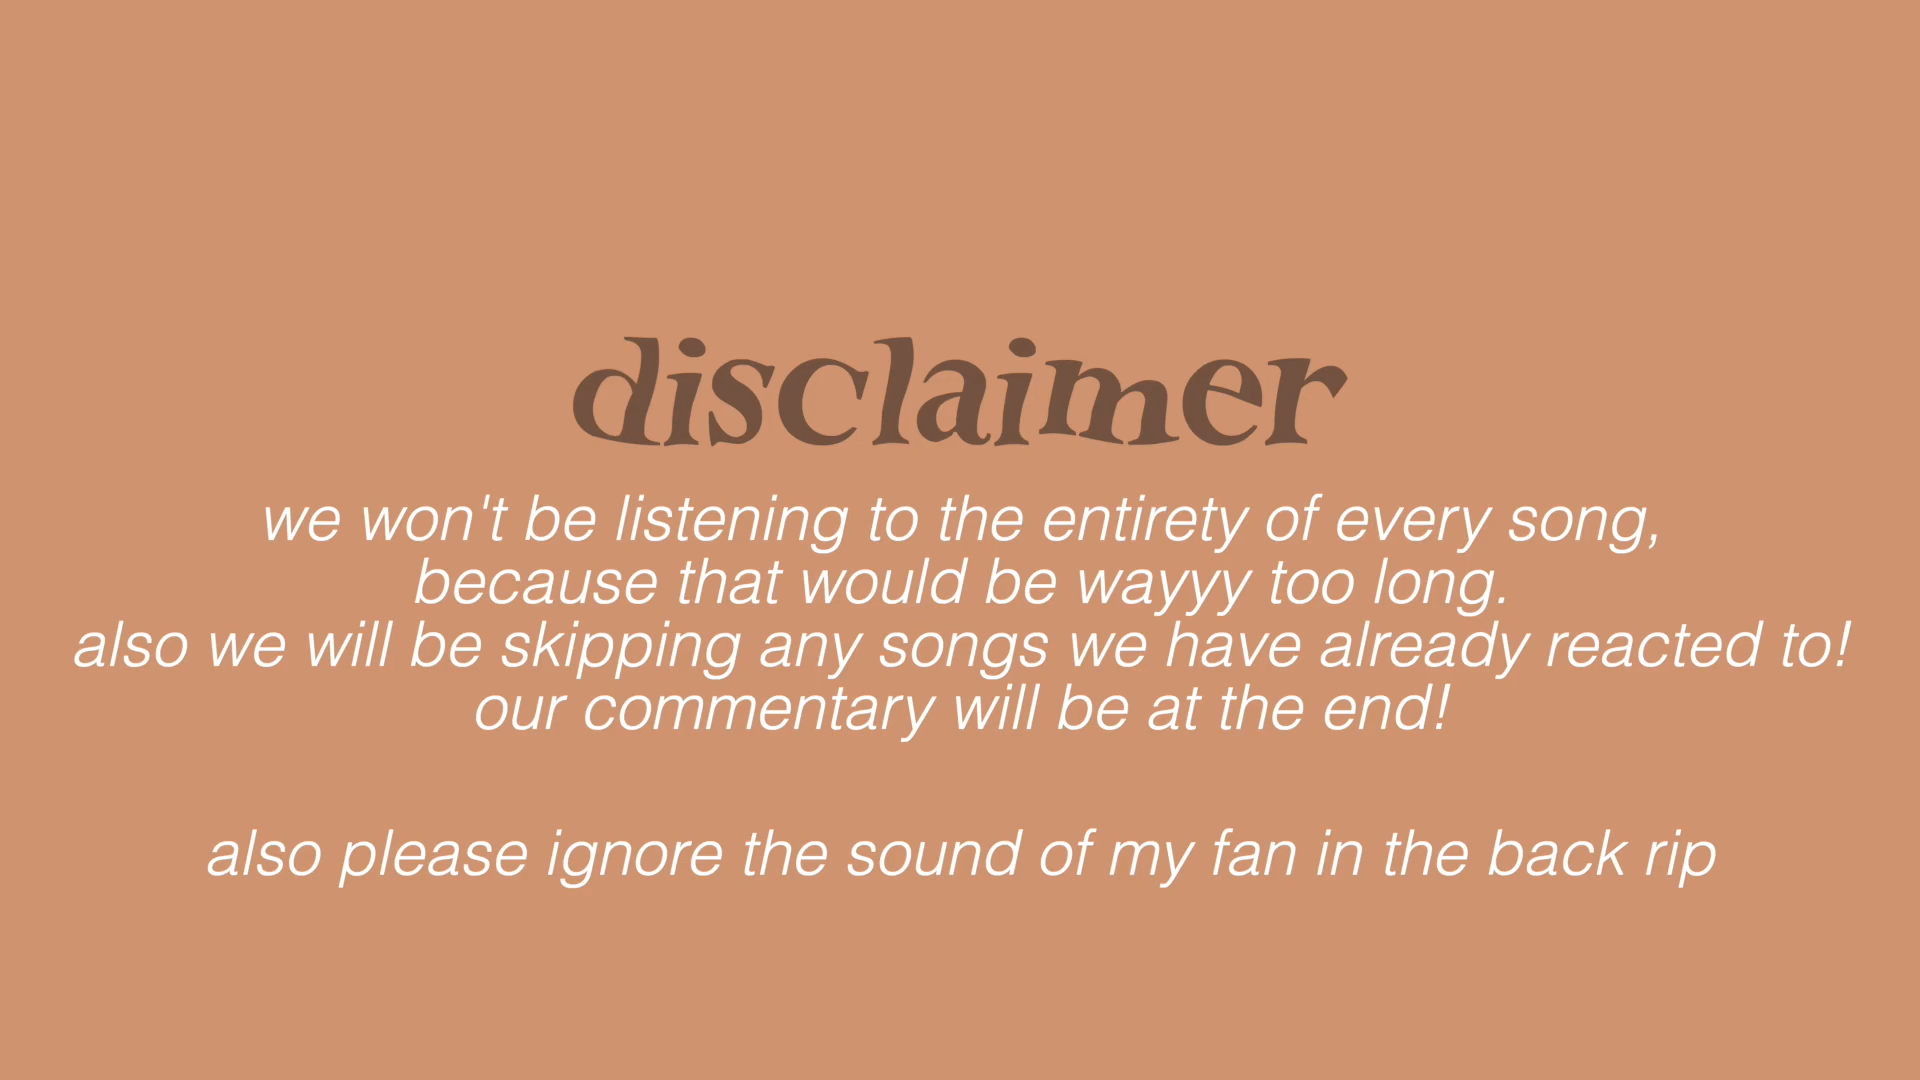 disclaimer
we won't be listening to the entirety of every song,
because that would be wayyy too long.
also we will be skipping any songs we have already reacted to!
our commentary will be at the end!
also please ignore the sound of my fan in the back rip